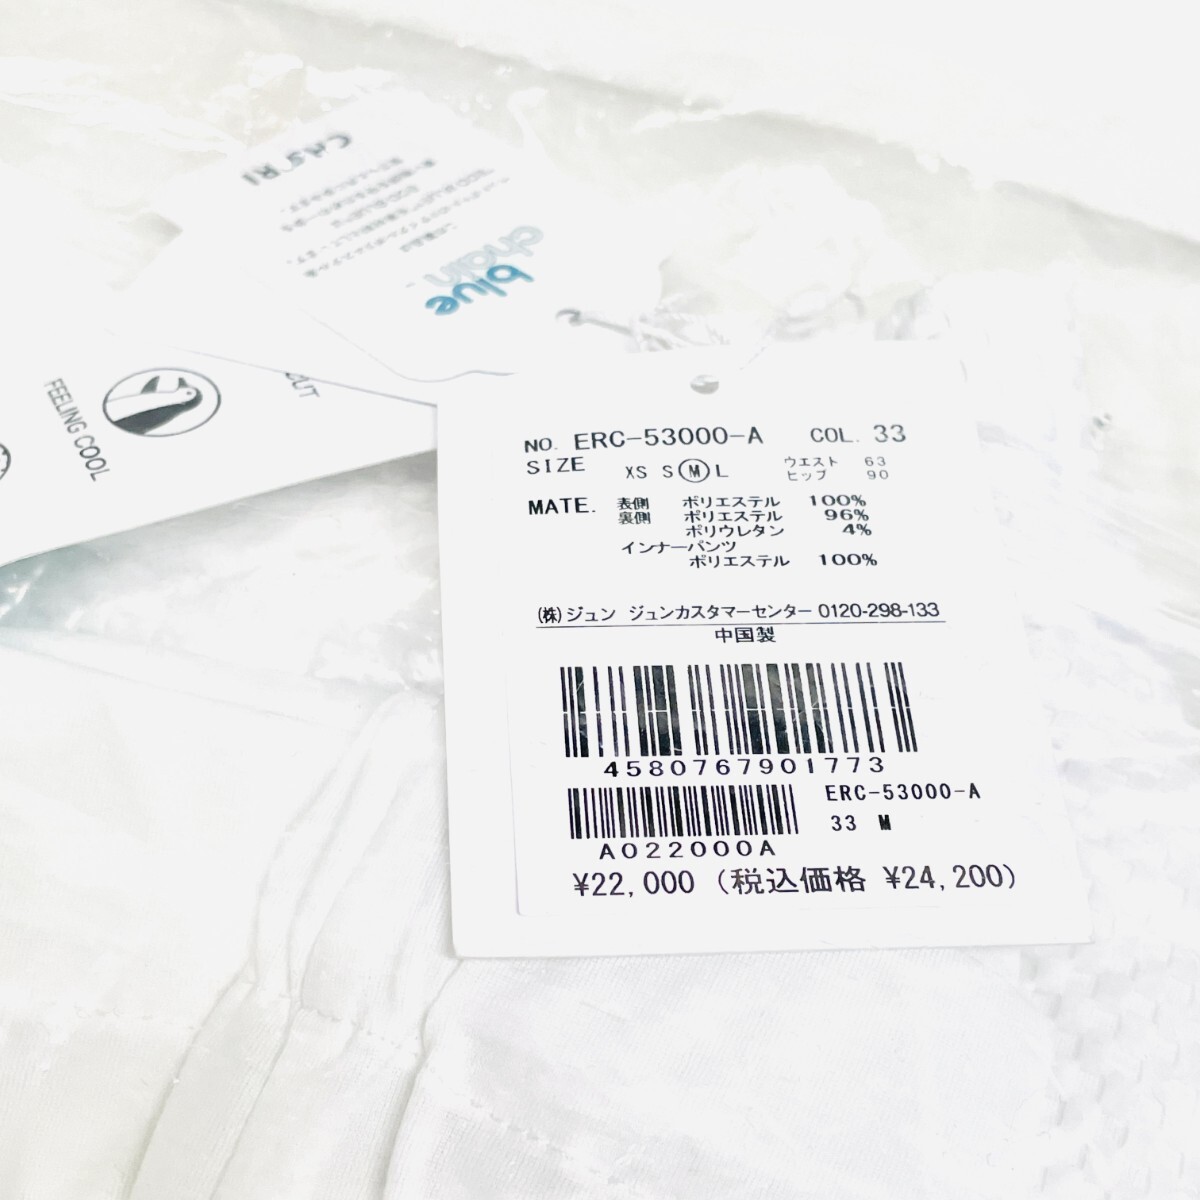 blue
chain
FEELING COOL
NO. ERC-53000-A COL. 33
SIZE XS S M L ウエスト 63
ヒップ 90
MATE. 表側 ポリエステル 100%
裏側 ポリエステル 96%
ポリウレタン 4%
インナーパンツ
ポリエステル 100%
(株)ジュン ジュンカスタマーセンター 0120-298-133
中国製
4580767901773
ERC-53000-A
33 M
A022000A
¥22,000 (税込価格 ¥24,200)